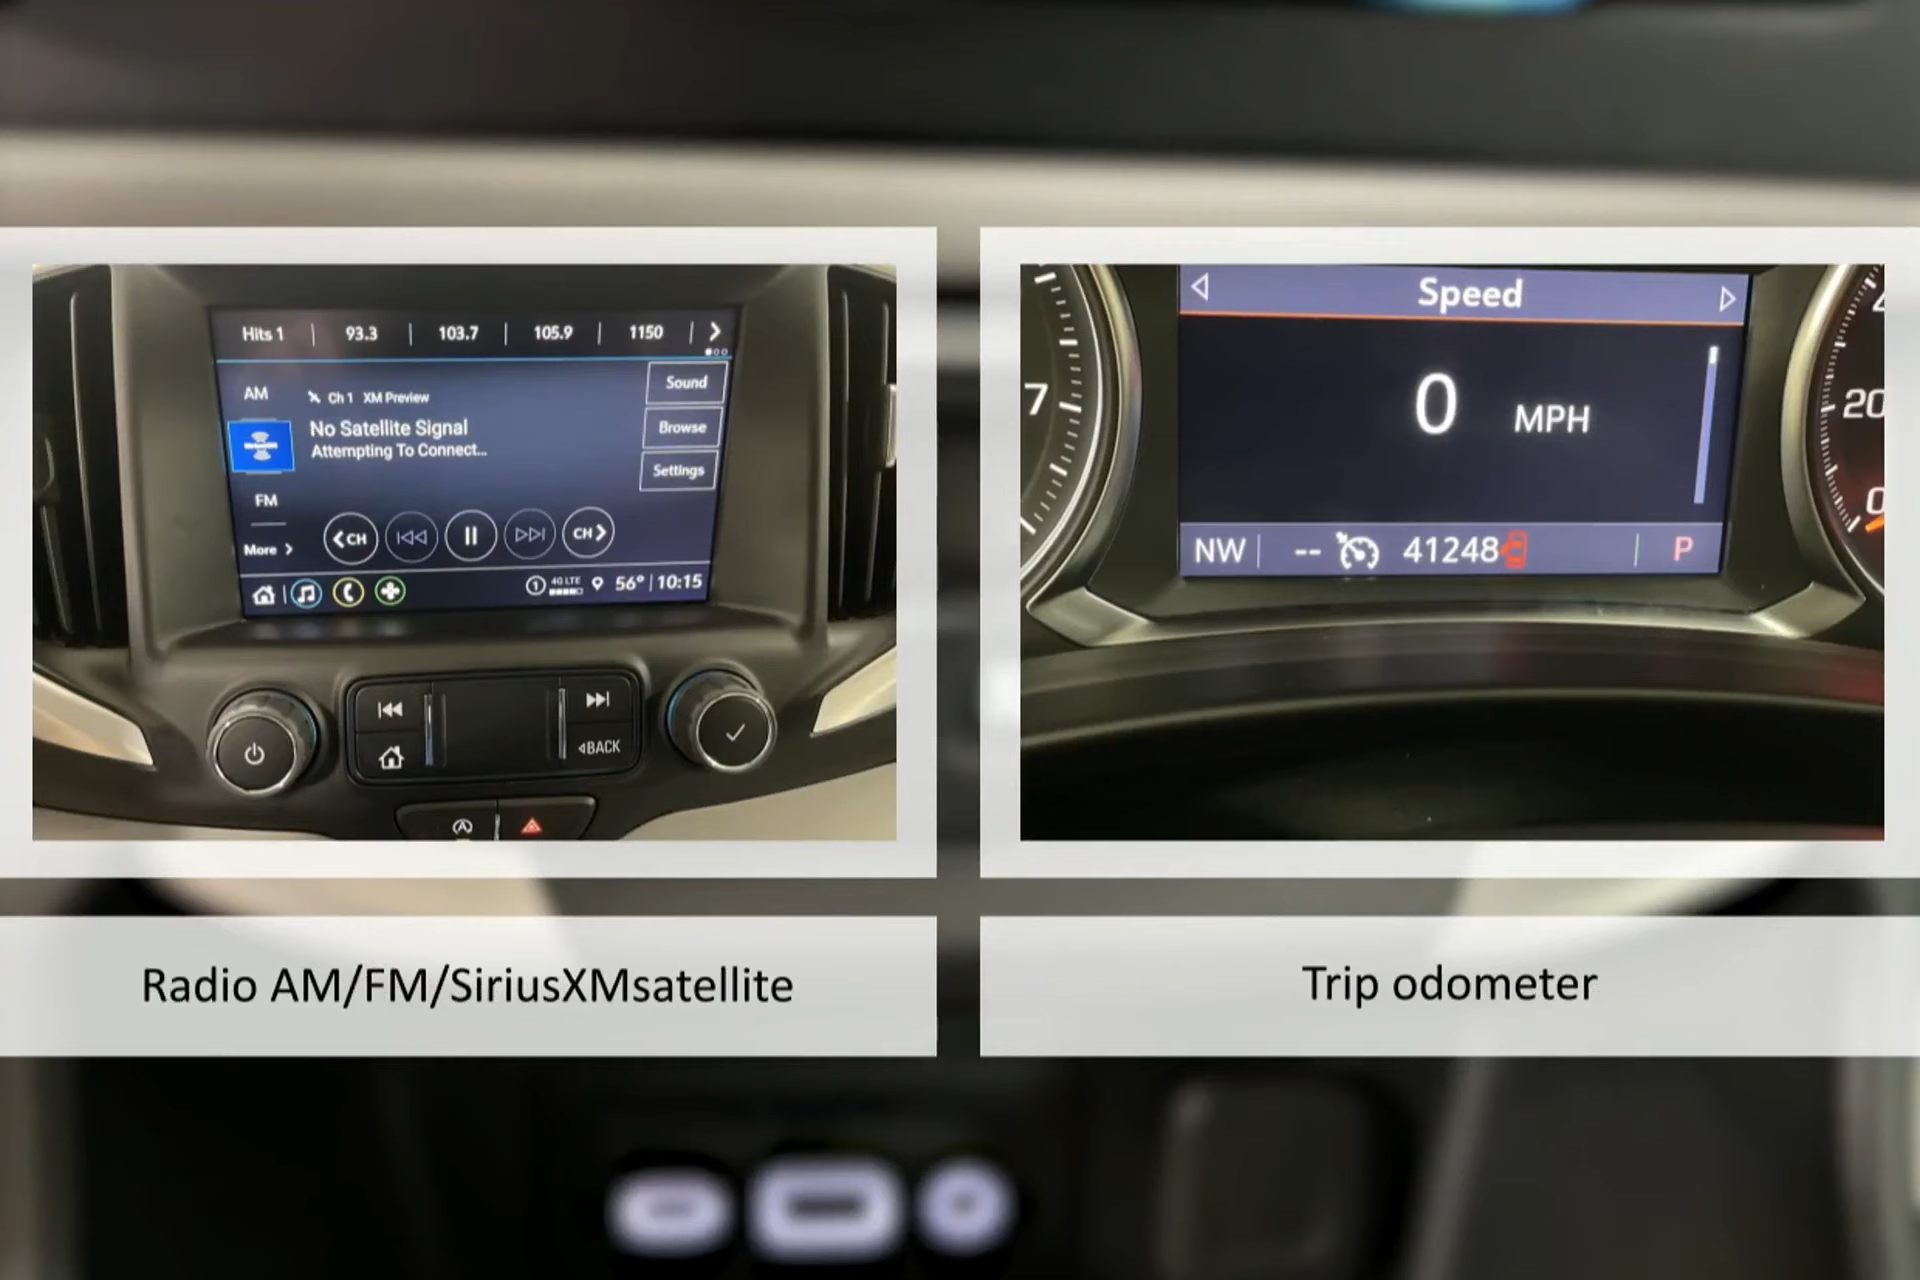 Hits 1 | 93.3 | 103.7 | 105.9 | 1150
AM
Ch 1 XM Preview
No Satellite Signal
Attempting To Connect...
FM
More
Sound
Browse
Settings
CH
CH
1 4G LTE 56° | 10:15
BACK
Speed
0 MPH
NW -- 41248 P
7
20
0
Radio AM/FM/SiriusXMsatellite
Trip odometer